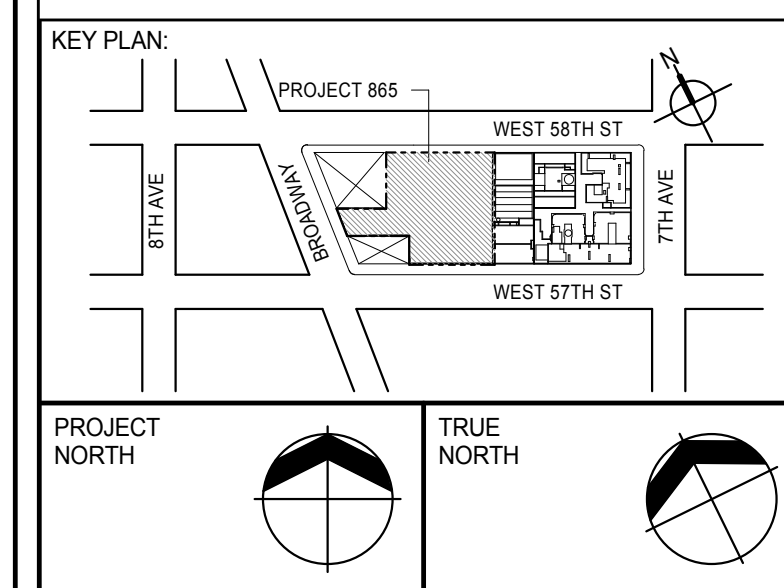 KEY PLAN:
N
PROJECT 865
WEST 58TH ST
8TH AVE
BROADWAY
7TH AVE
WEST 57TH ST
PROJECT
NORTH
TRUE
NORTH